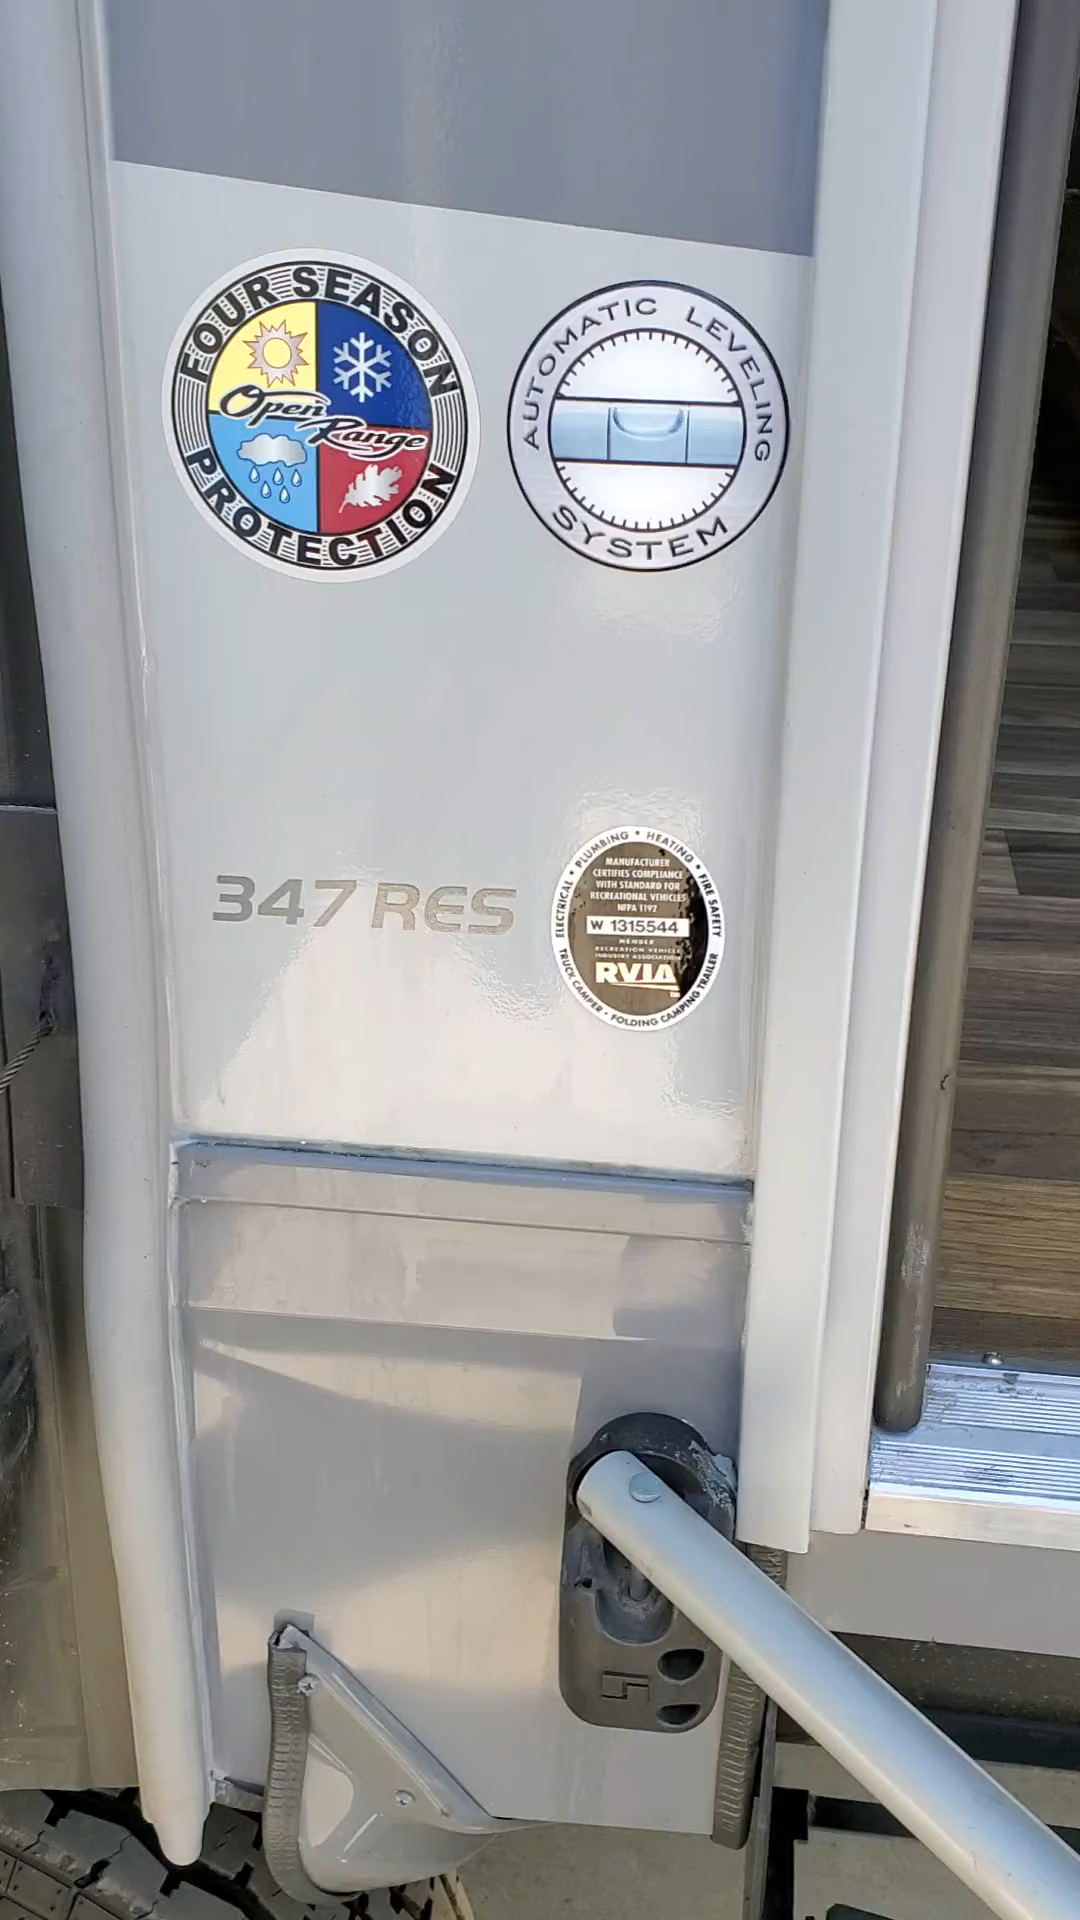 FOUR SEASON
Open
Range
PROTECTION
AUTOMATIC LEVELING
SYSTEM
347 RES
ELECTRICAL • PLUMBING • HEATING • FIRE SAFETY
MANUFACTURER
CERTIFIES COMPLIANCE
WITH STANDARD FOR
RECREATIONAL VEHICLES
NFPA 1192
W 1315544
MEMBER
RECREATION VEHICLE
INDUSTRY ASSOCIATION
RVIA
TRUCK CAMPER • FOLDING CAMPING TRAILER